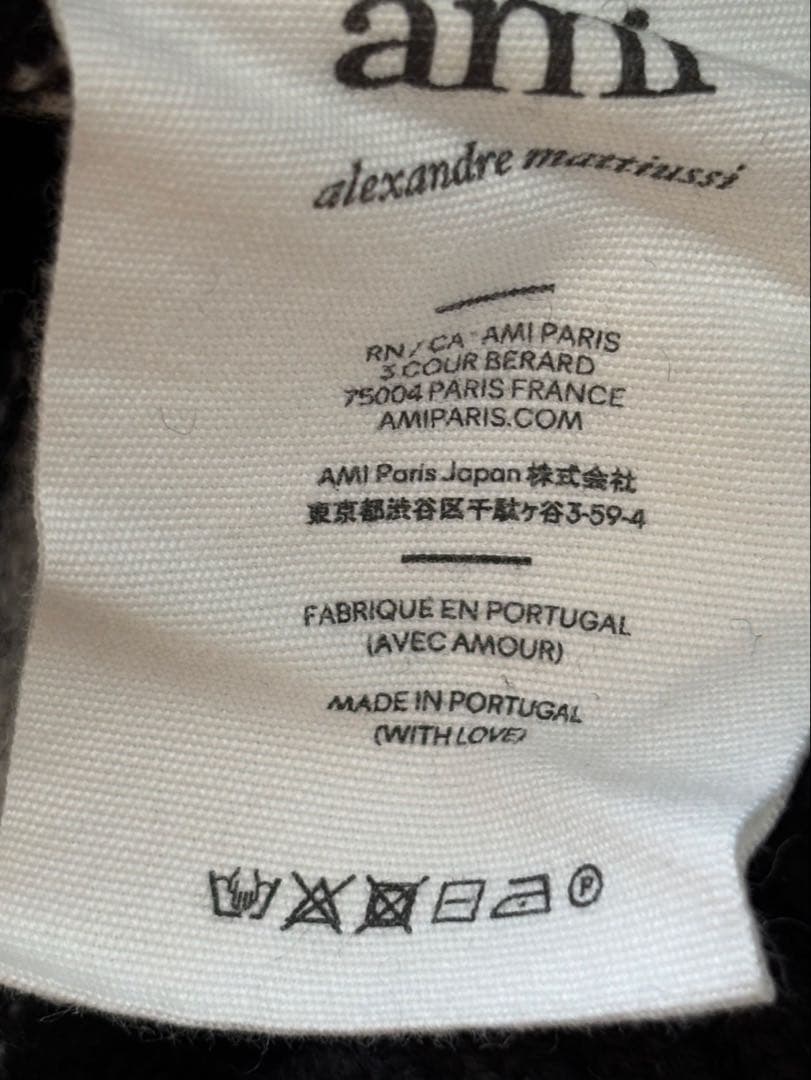 ami
alexandre mattiussi
RN / CA - AMI PARIS
3 COUR BERARD
75004 PARIS FRANCE
AMIPARIS.COM
AMI Paris Japan 株式会社
東京都渋谷区千駄ヶ谷3-59-4
FABRIQUE EN PORTUGAL
(AVEC AMOUR)
MADE IN PORTUGAL
(WITH LOVE)
P